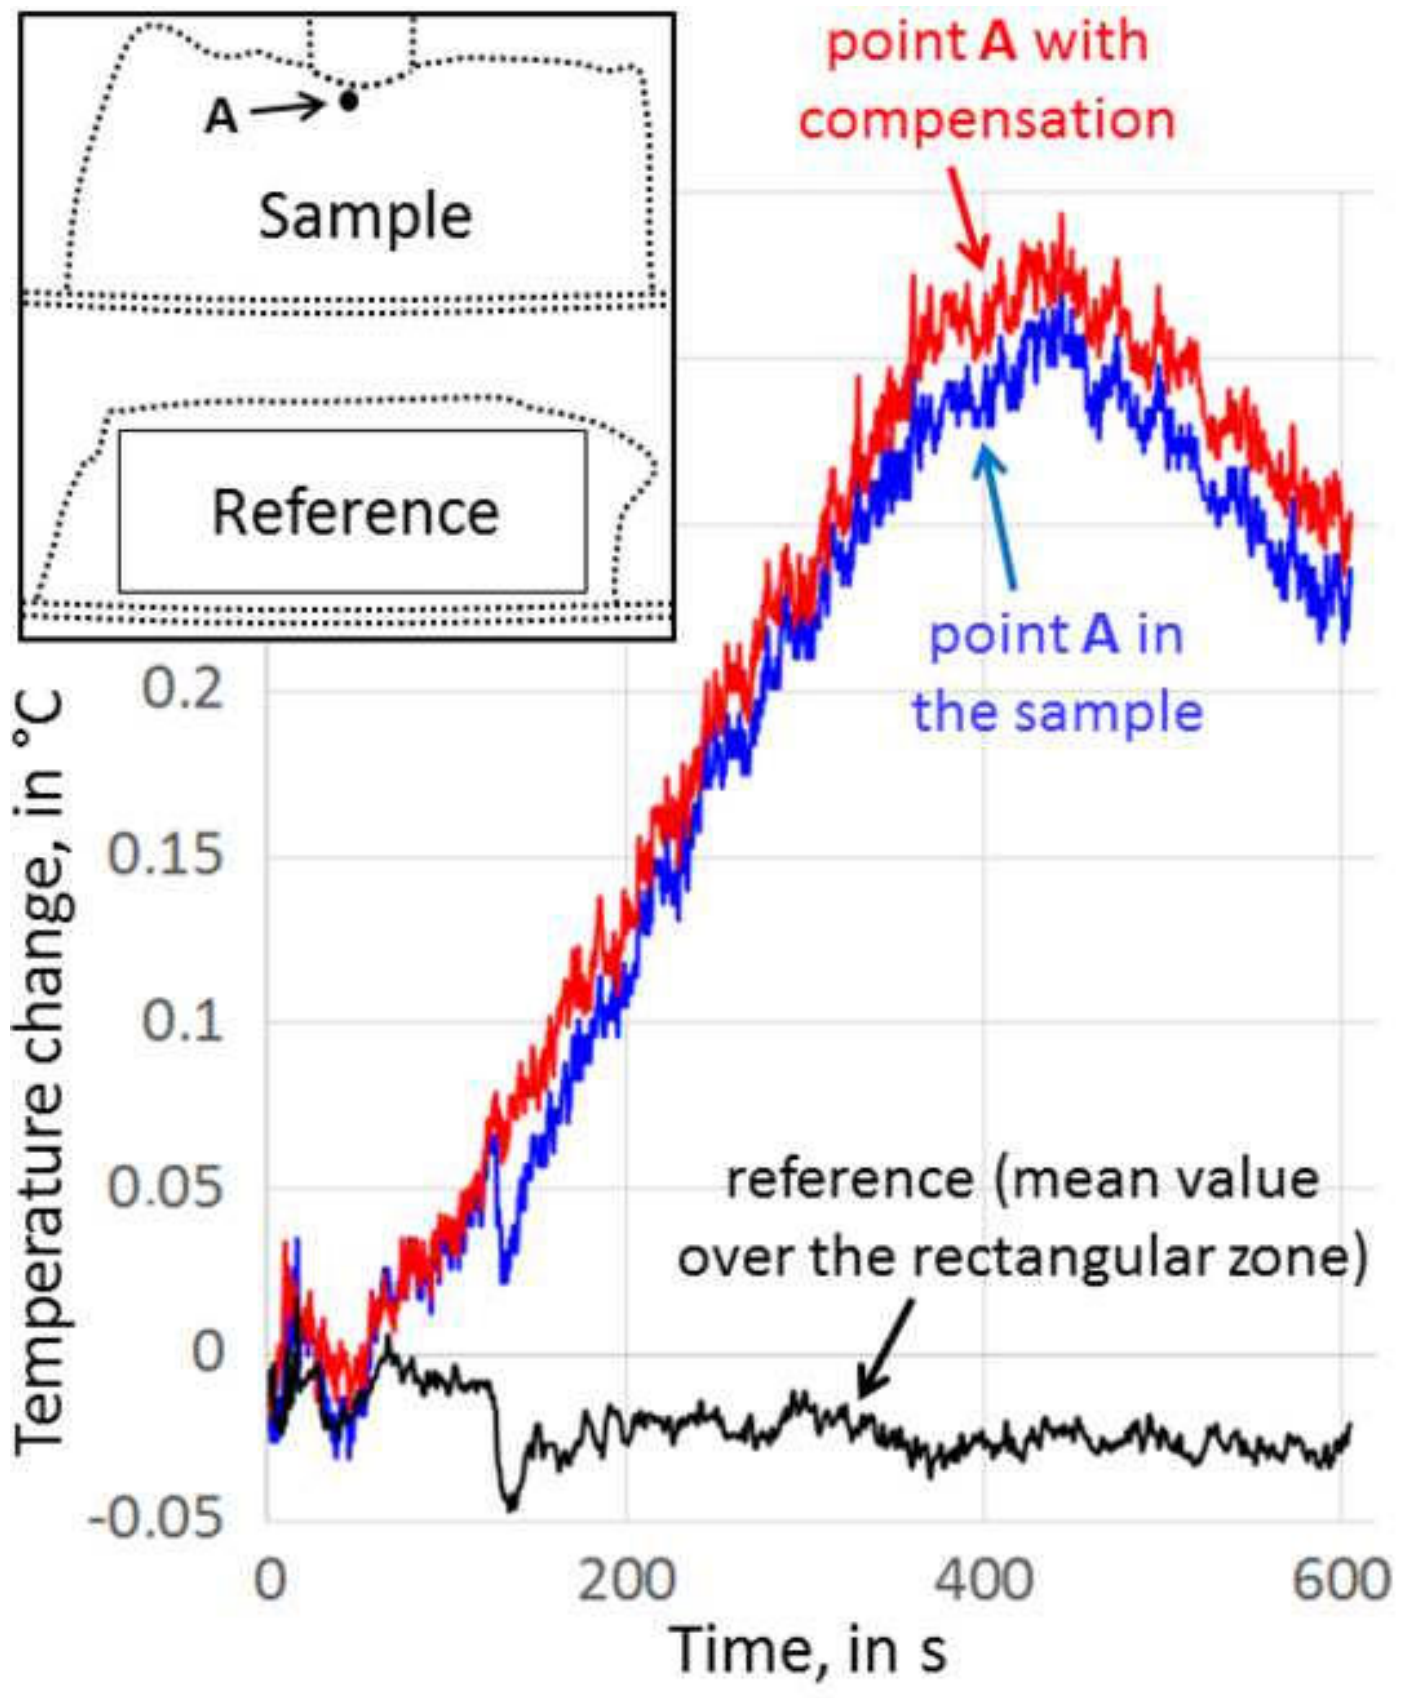 point A with
compensation
A
Sample
Reference
point A in
the sample
0.2
0.15
0.1
0.05
0
-0.05
reference (mean value
over the rectangular zone)
0
200
400
600
Time, in s
Temperature change, in °C